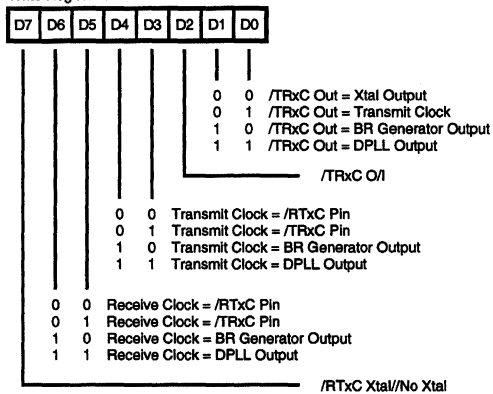 D7 D6 D5 D4 D3 D2 D1 D0
0 0 /TRxC Out = Xtal Output
0 1 /TRxC Out = Transmit Clock
1 0 /TRxC Out = BR Generator Output
1 1 /TRxC Out = DPLL Output
/TRxC O/I
0 0 Transmit Clock = /RTxC Pin
0 1 Transmit Clock = /TRxC Pin
1 0 Transmit Clock = BR Generator Output
1 1 Transmit Clock = DPLL Output
0 0 Receive Clock = /RTxC Pin
0 1 Receive Clock = /TRxC Pin
1 0 Receive Clock = BR Generator Output
1 1 Receive Clock = DPLL Output
/RTxC Xtal//No Xtal